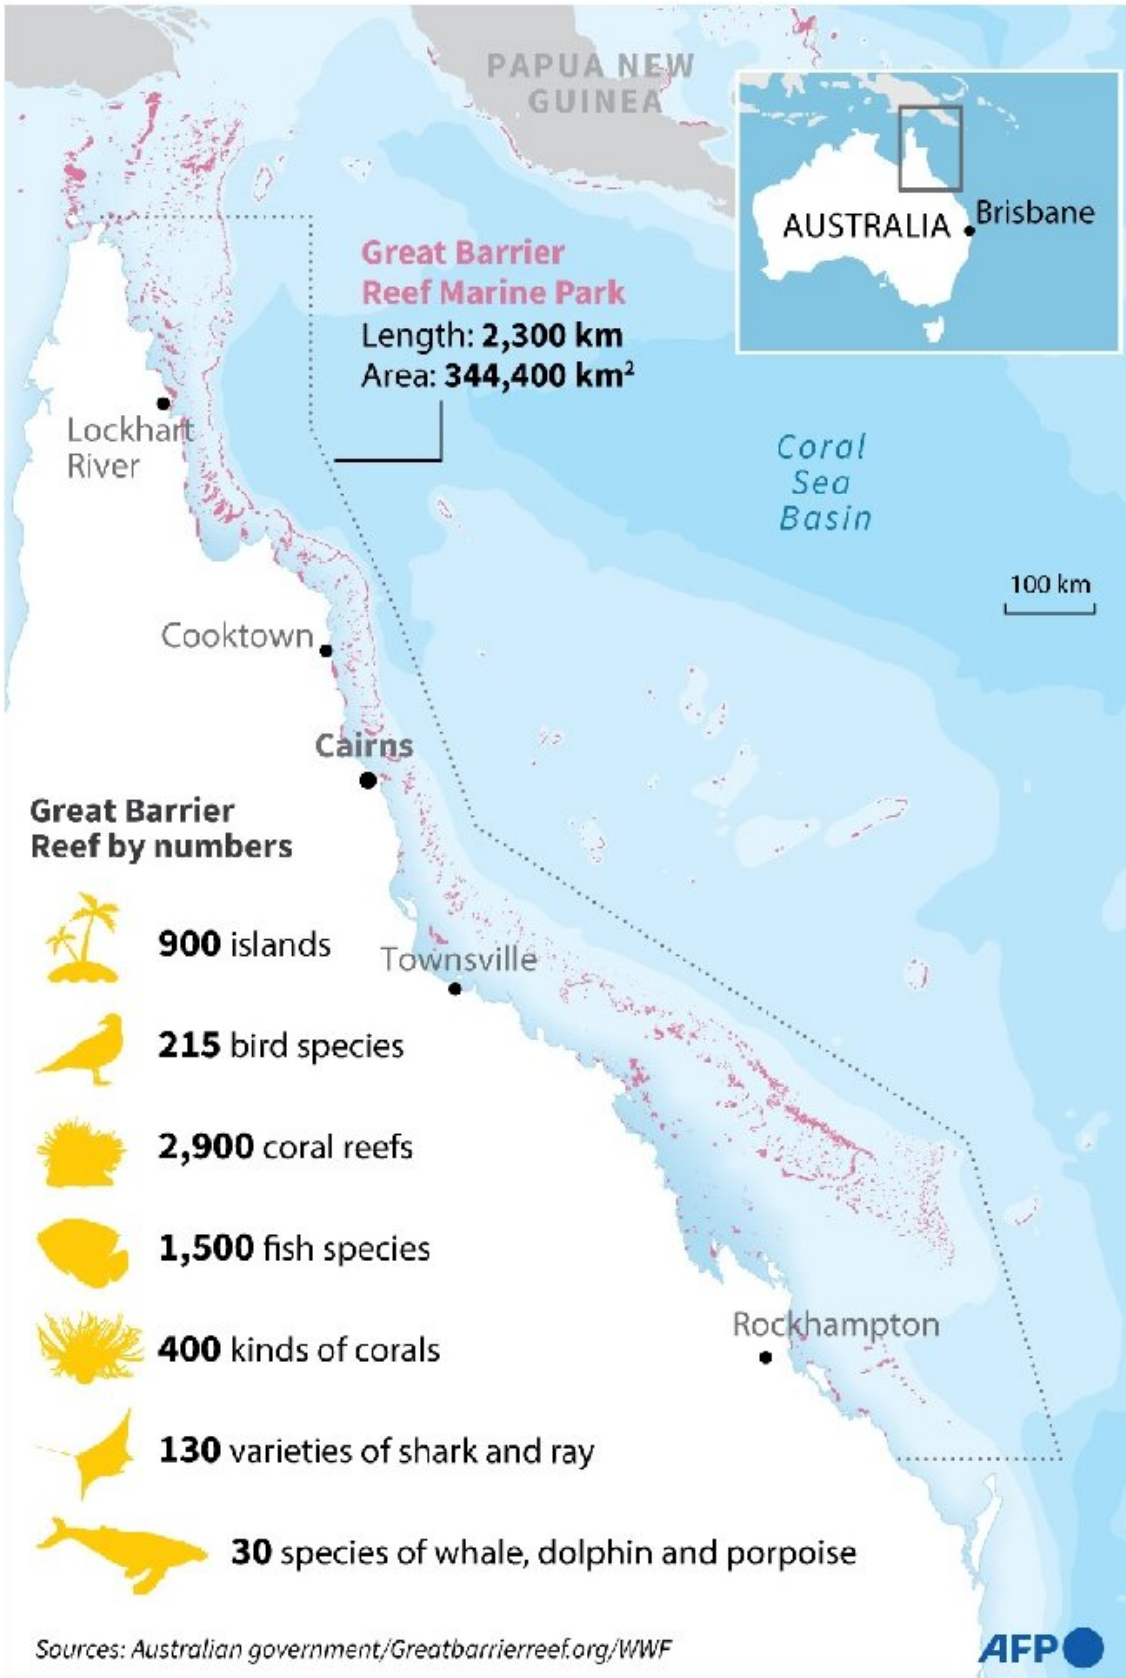 PAPUA NEW
GUINEA
AUSTRALIA
Brisbane
Great Barrier
Reef Marine Park
Length: 2,300 km
Area: 344,400 km²
Lockhart
River
Coral
Sea
Basin
100 km
Cooktown
Cairns
Great Barrier
Reef by numbers
900 islands
Townsville
215 bird species
2,900 coral reefs
1,500 fish species
Rockhampton
400 kinds of corals
130 varieties of shark and ray
30 species of whale, dolphin and porpoise
Sources: Australian government/Greatbarrierreef.org/WWF
AFP